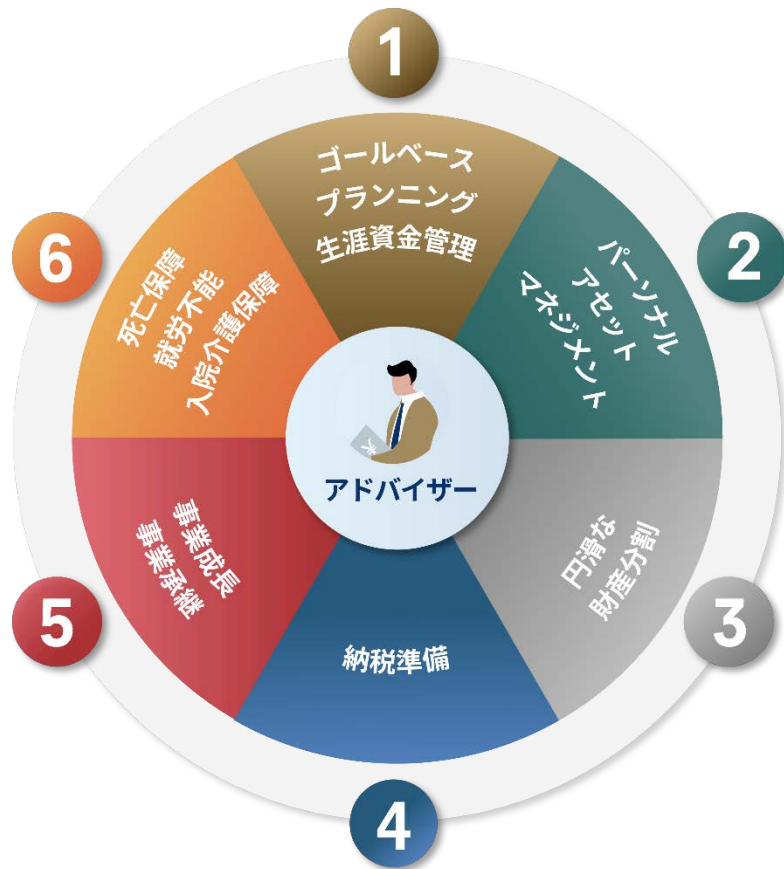 1
ゴールベース
プランニング
生涯資金管理
2
パーソナル
アセット
マネジメント
3
円滑な
財産分割
4
納税準備
5
事業成長
事業承継
6
死亡保障
就労不能
入院介護保障
アドバイザー